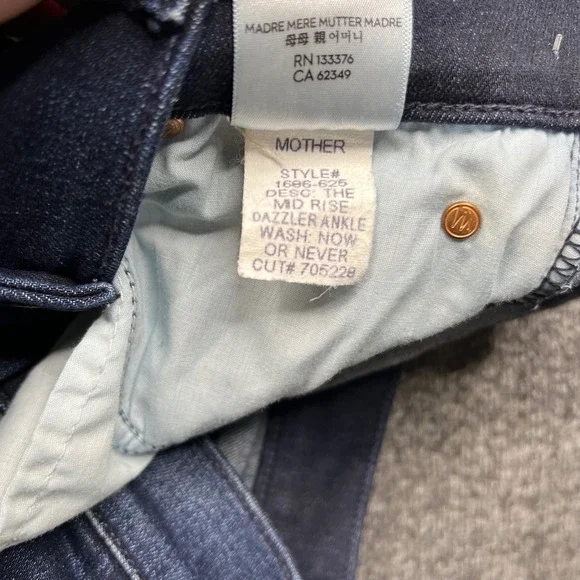 MADRE MERE MUTTER MADRE
母母 親 어머니
RN 133376
CA 62349
MOTHER
STYLE#
1686-625
DESC: THE
MID RISE
DAZZLER ANKLE
WASH: NOW
OR NEVER
CUT# 705228
M